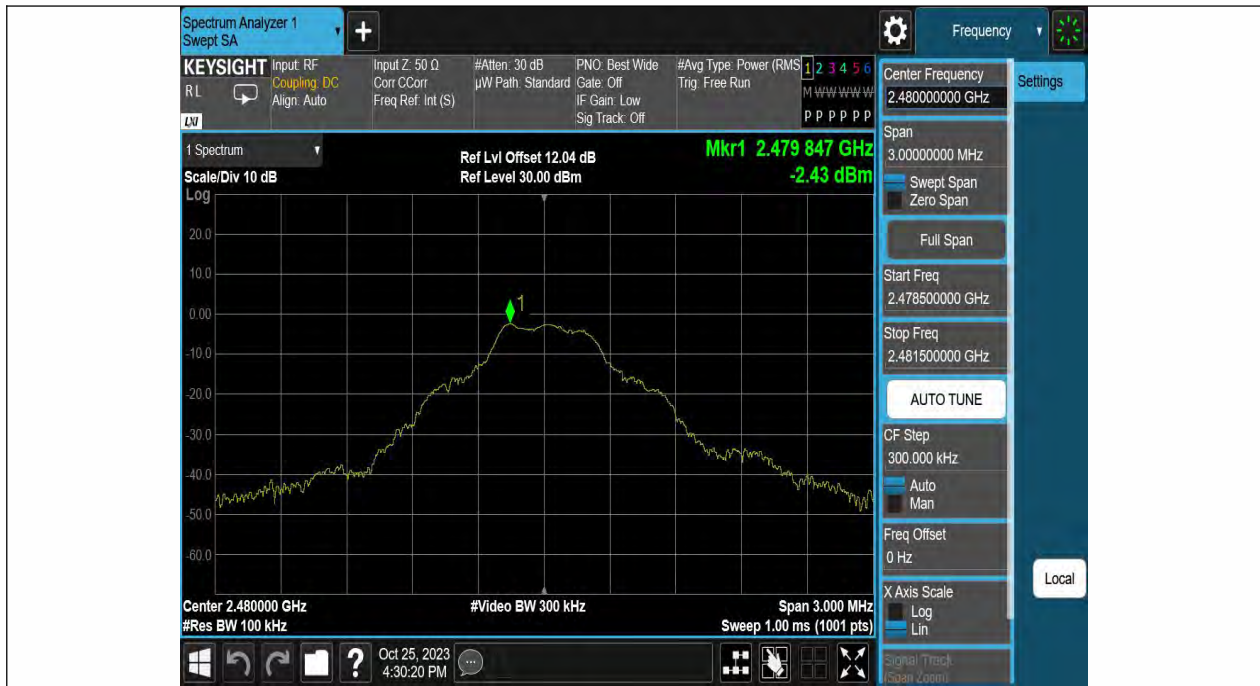 Spectrum Analyzer 1
Swept SA
+
Frequency
KEYSIGHT
R L
LXI
Input: RF
Coupling: DC
Align: Auto
Input Z: 50 Ω
Corr CCorr
Freq Ref: Int (S)
#Atten: 30 dB
µW Path: Standard
PNO: Best Wide
Gate: Off
IF Gain: Low
Sig Track: Off
#Avg Type: Power (RMS
Trig: Free Run
1 2 3 4 5 6
M W W W W W
P P P P P P
1 Spectrum
Scale/Div 10 dB
Log
Ref Lvl Offset 12.04 dB
Ref Level 30.00 dBm
Mkr1 2.479 847 GHz
-2.43 dBm
20.0
10.0
0.00
-10.0
-20.0
-30.0
-40.0
-50.0
-60.0
1
Center 2.480000 GHz
#Res BW 100 kHz
#Video BW 300 kHz
Span 3.000 MHz
Sweep 1.00 ms (1001 pts)
Center Frequency
2.480000000 GHz
Settings
Span
3.00000000 MHz
Swept Span
Zero Span
Full Span
Start Freq
2.478500000 GHz
Stop Freq
2.481500000 GHz
AUTO TUNE
CF Step
300.000 kHz
Auto
Man
Freq Offset
0 Hz
X Axis Scale
Log
Lin
Signal Track
(Span Zoom)
Local
?
Oct 25, 2023
4:30:20 PM